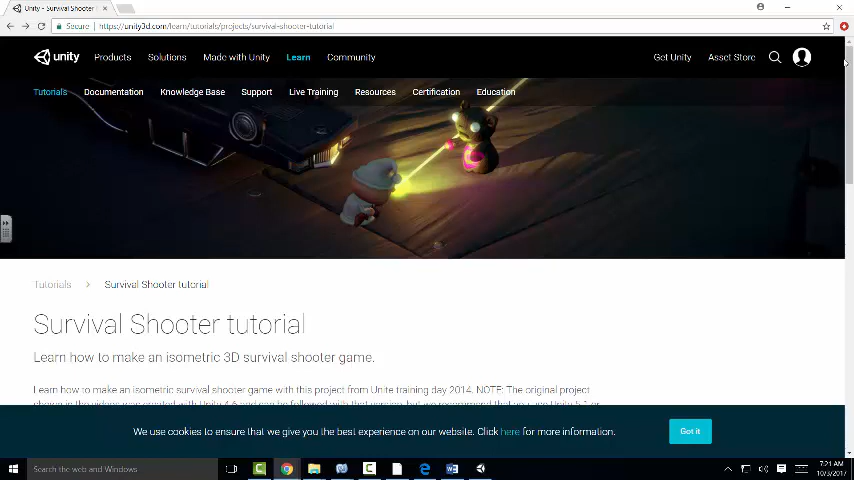 Unity - Survival Shooter
Secure https://unity3d.com/learn/tutorials/projects/survival-shooter-tutorial
unity Products Solutions Made with Unity Learn Community Get Unity Asset Store
Tutorials Documentation Knowledge Base Support Live Training Resources Certification Education
Tutorials > Survival Shooter tutorial
Survival Shooter tutorial
Learn how to make an isometric 3D survival shooter game.
Learn how to make an isometric survival shooter game with this project from Unite training day 2014. NOTE: The original project
We use cookies to ensure that we give you the best experience on our website. Click here for more information.
Got it
Search the web and Windows
7:21 AM
10/3/2017